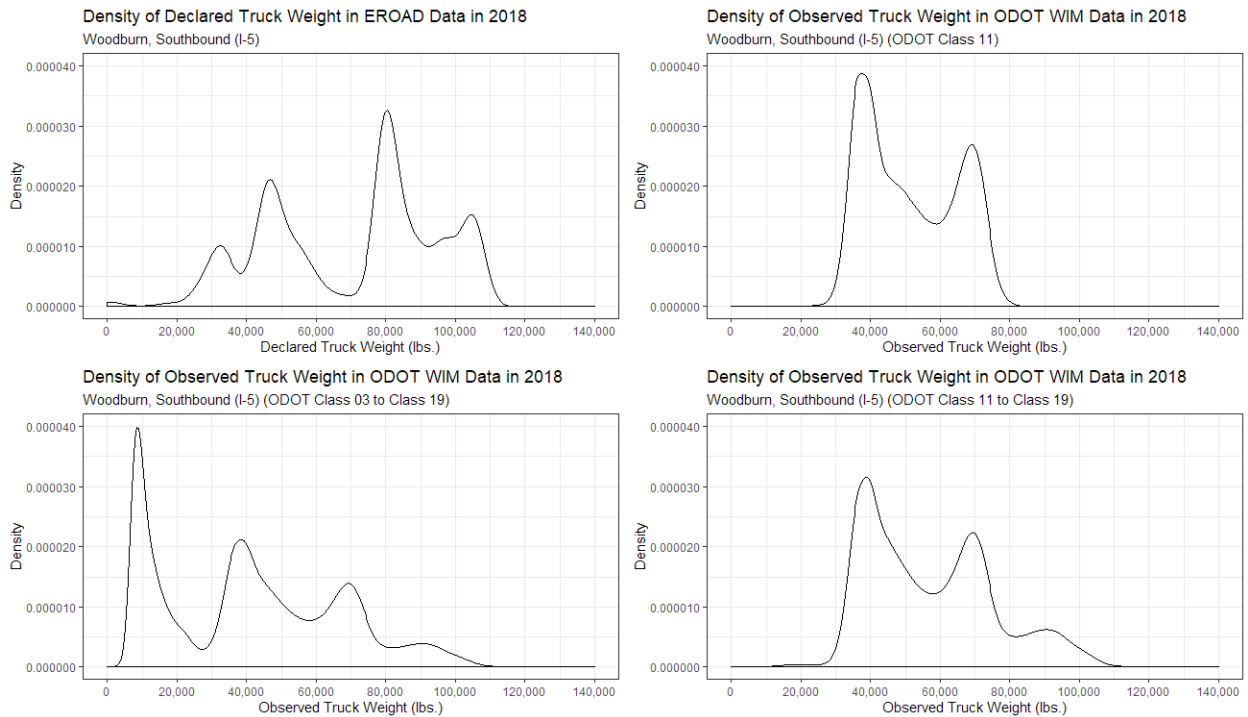 Density of Declared Truck Weight in EROAD Data in 2018
Woodburn, Southbound (I-5)
0.000040
0.000030
0.000020
0.000010
0.000000
Density
0 20,000 40,000 60,000 80,000 100,000 120,000 140,000
Declared Truck Weight (lbs.)
Density of Observed Truck Weight in ODOT WIM Data in 2018
Woodburn, Southbound (I-5) (ODOT Class 11)
0.000040
0.000030
0.000020
0.000010
0.000000
Density
0 20,000 40,000 60,000 80,000 100,000 120,000 140,000
Observed Truck Weight (lbs.)
Density of Observed Truck Weight in ODOT WIM Data in 2018
Woodburn, Southbound (I-5) (ODOT Class 03 to Class 19)
0.000040
0.000030
0.000020
0.000010
0.000000
Density
0 20,000 40,000 60,000 80,000 100,000 120,000 140,000
Observed Truck Weight (lbs.)
Density of Observed Truck Weight in ODOT WIM Data in 2018
Woodburn, Southbound (I-5) (ODOT Class 11 to Class 19)
0.000040
0.000030
0.000020
0.000010
0.000000
Density
0 20,000 40,000 60,000 80,000 100,000 120,000 140,000
Observed Truck Weight (lbs.)